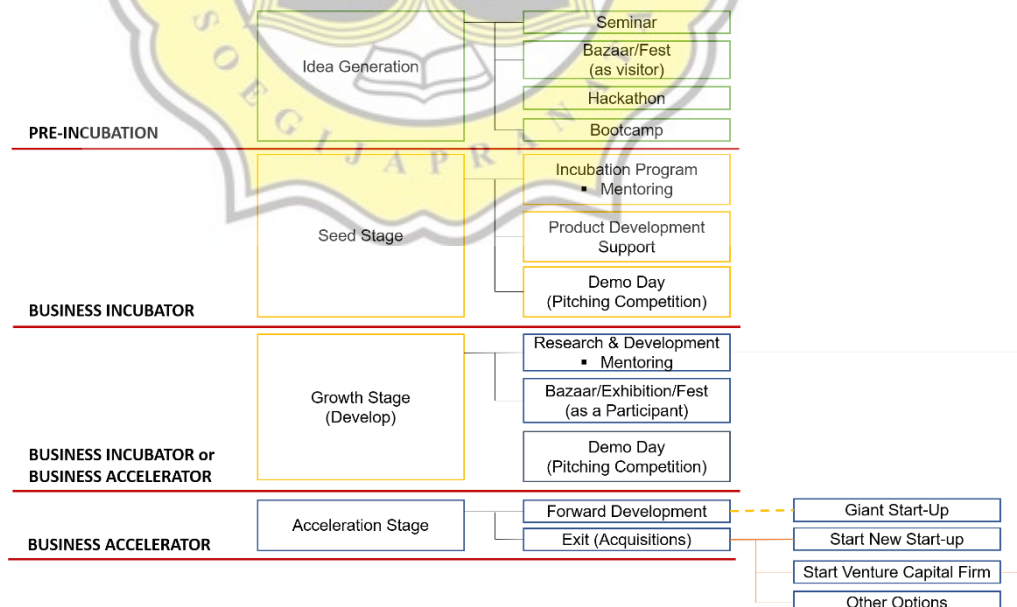 SOEGIJAPRANATA
Idea Generation
Seminar
Bazaar/Fest
(as visitor)
Hackathon
Bootcamp
PRE-INCUBATION
Seed Stage
Incubation Program
▪ Mentoring
Product Development
Support
Demo Day
(Pitching Competition)
BUSINESS INCUBATOR
Growth Stage
(Develop)
Research & Development
▪ Mentoring
Bazaar/Exhibition/Fest
(as a Participant)
Demo Day
(Pitching Competition)
BUSINESS INCUBATOR or
BUSINESS ACCELERATOR
Acceleration Stage
Forward Development
Exit (Acquisitions)
BUSINESS ACCELERATOR
Giant Start-Up
Start New Start-up
Start Venture Capital Firm
Other Options